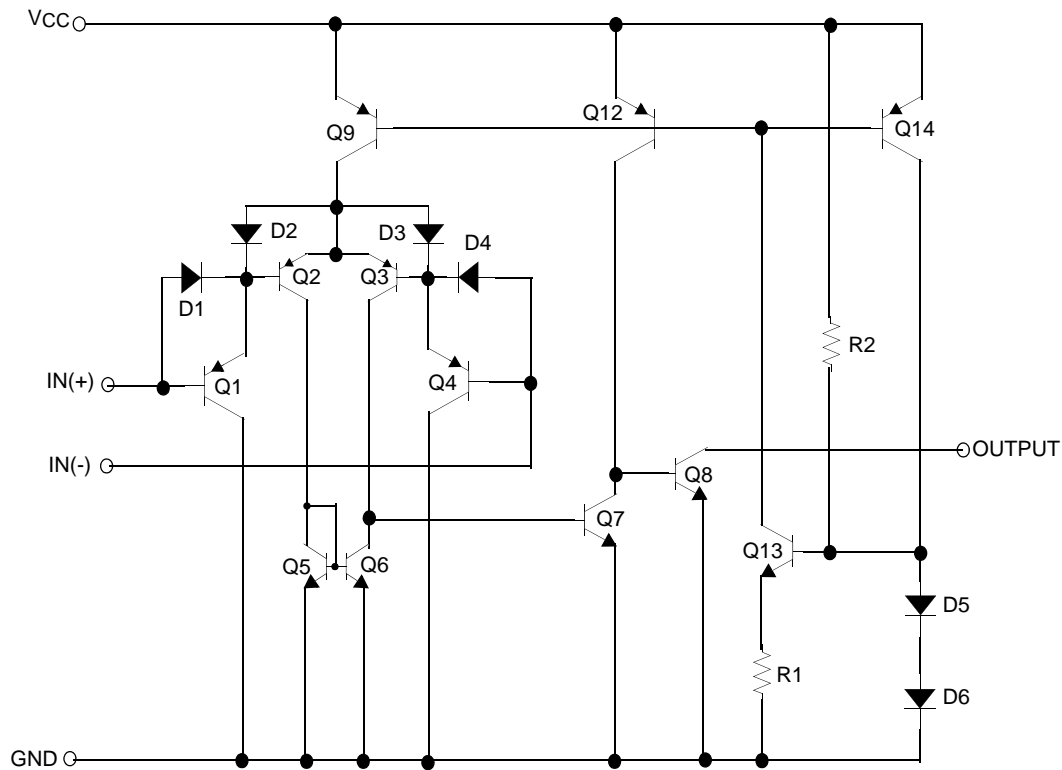 VCC
Q9
Q12
Q14
D2
D3
D4
D1
Q2
Q3
R2
IN(+)
Q1
Q4
IN(-)
OUTPUT
Q8
Q7
Q13
Q5
Q6
D5
R1
D6
GND